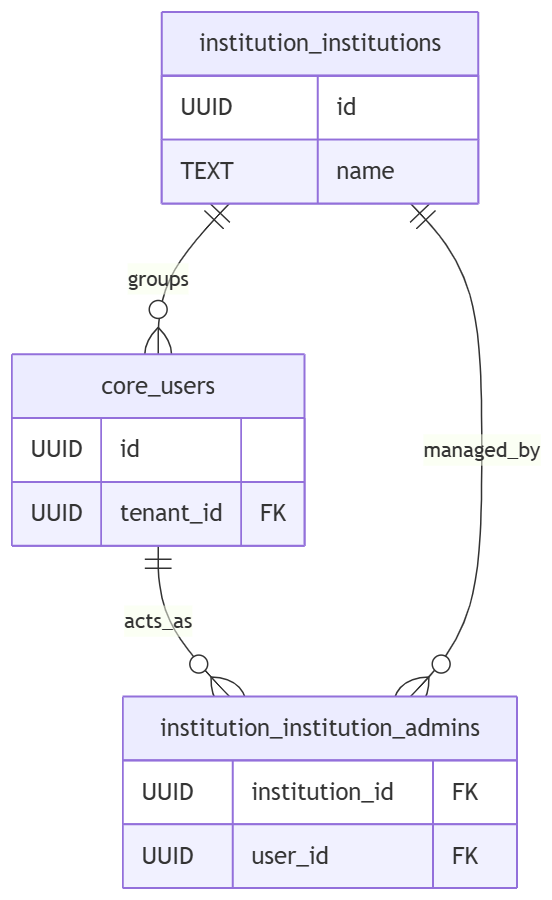 institution_institutions
UUID id
TEXT name
groups
core_users
UUID id
UUID tenant_id FK
managed_by
acts_as
institution_institution_admins
UUID institution_id FK
UUID user_id FK